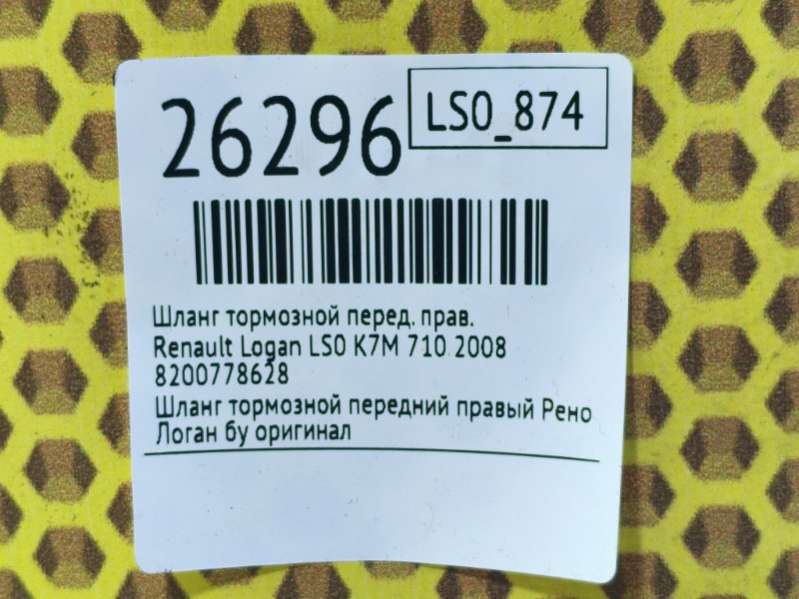 26296
LS0_874
Шланг тормозной перед. прав.
Renault Logan LS0 K7M 710 2008
8200778628
Шланг тормозной передний правый Рено
Логан бу оригинал